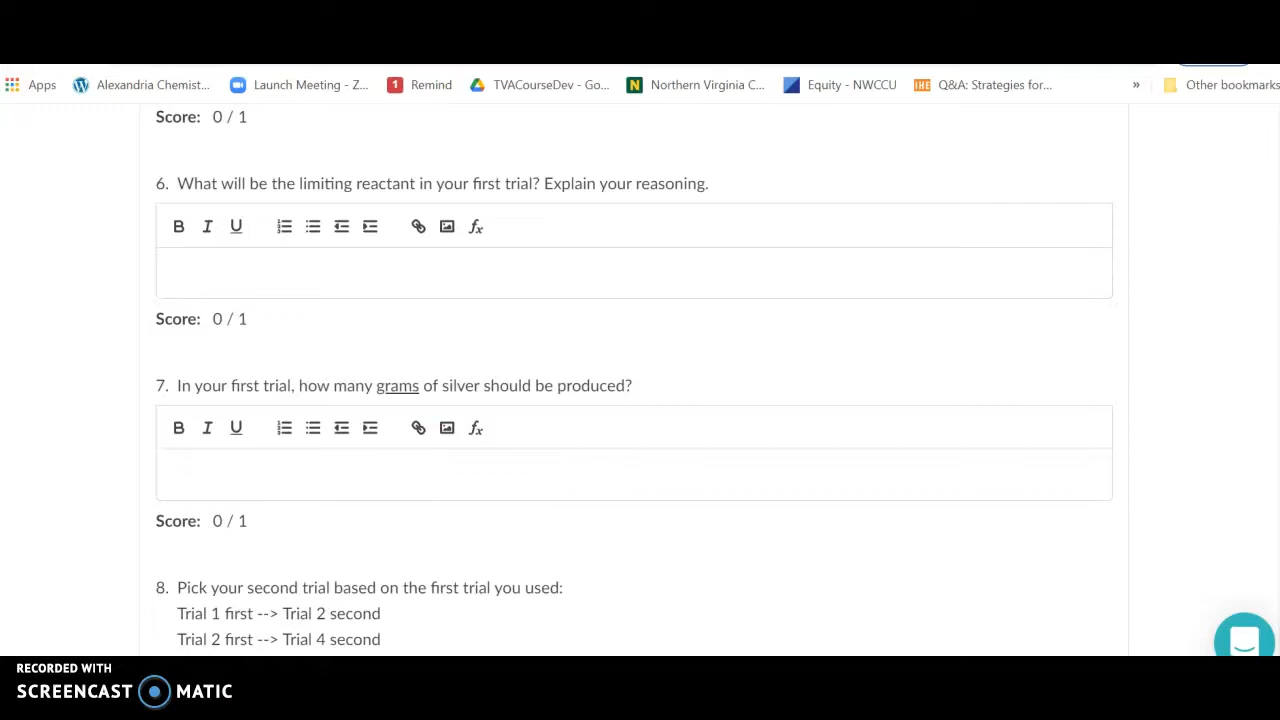 Apps Alexandria Chemist... Launch Meeting - Z... 1 Remind TVACourseDev - Go... N Northern Virginia C... Equity - NWCCU IHE Q&A: Strategies for... » Other bookmarks
Score: 0 / 1
6. What will be the limiting reactant in your first trial? Explain your reasoning.
B I U fx
Score: 0 / 1
7. In your first trial, how many grams of silver should be produced?
B I U fx
Score: 0 / 1
8. Pick your second trial based on the first trial you used:
Trial 1 first --> Trial 2 second
Trial 2 first --> Trial 4 second
RECORDED WITH
SCREENCAST MATIC